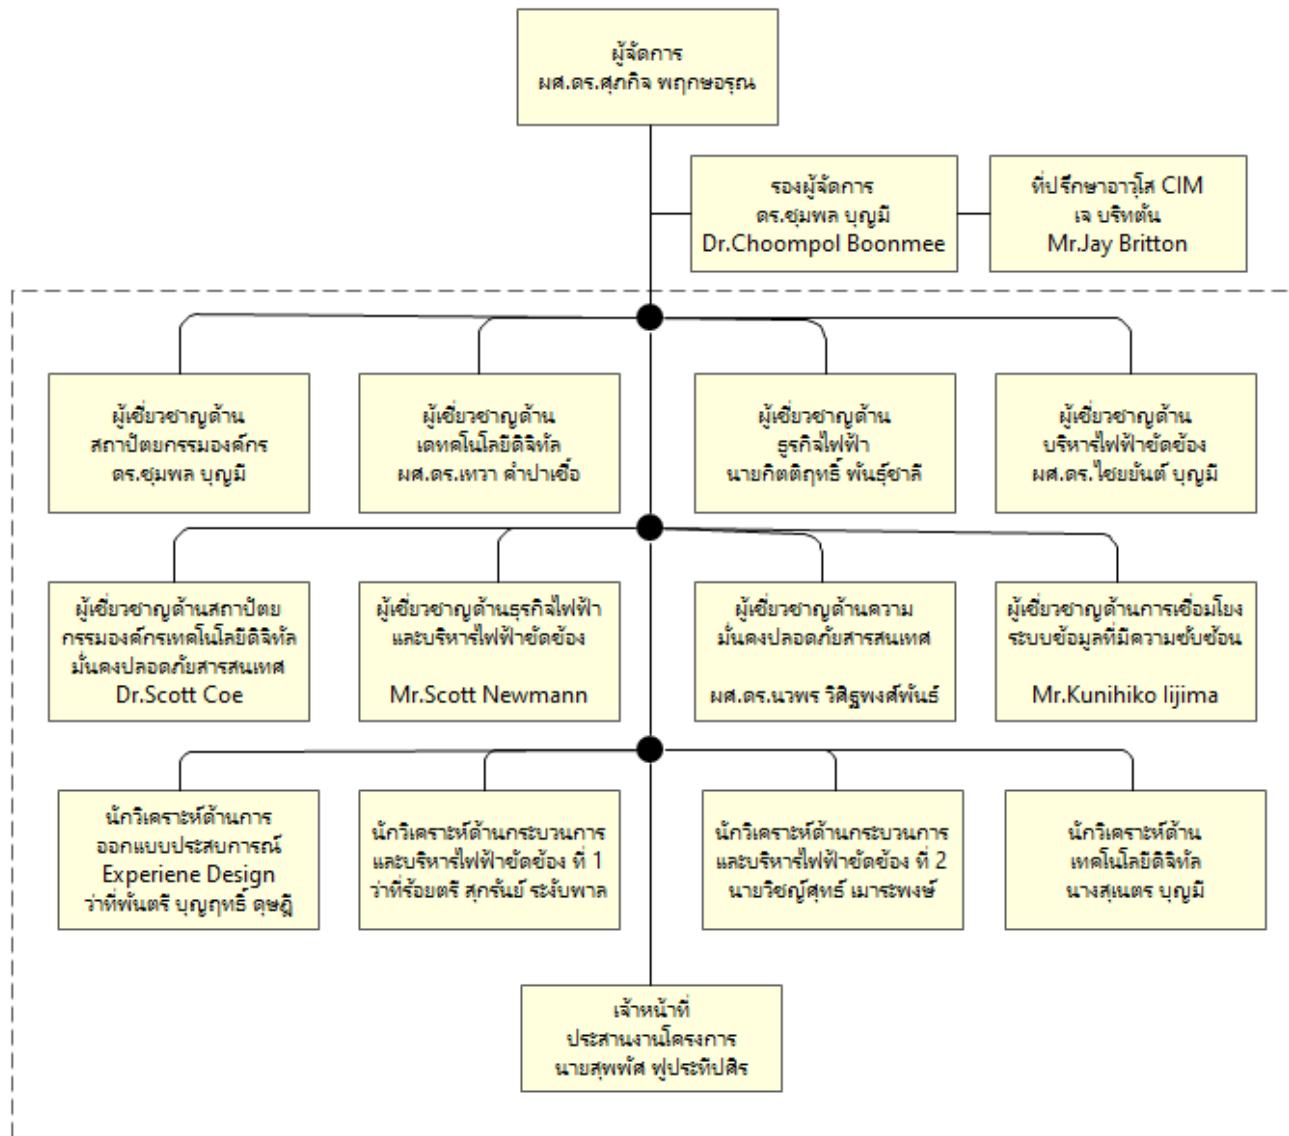 ผู้จัดการ
ผศ.ดร.ศุภกิจ พฤกษอรุณ
รองผู้จัดการ
ดร.ชุมพล บุญมี
Dr.Choompol Boonmee
ที่ปรึกษาอาวุโส CIM
เจ บริทตัน
Mr.Jay Britton
ผู้เชี่ยวชาญด้าน
สถาปัตยกรรมองค์กร
ดร.ชุมพล บุญมี
ผู้เชี่ยวชาญด้าน
เดทคโนโลยีดิจิทัล
ผศ.ดร.เทวา คำปาเชื้อ
ผู้เชี่ยวชาญด้าน
ธุรกิจไฟฟ้า
นายกิตติฤทธิ์ พันธุ์ชาลี
ผู้เชี่ยวชาญด้าน
บริหารไฟฟ้าขัดข้อง
ผศ.ดร.ไชยยันต์ บุญมี
ผู้เชี่ยวชาญด้านสถาปัตย
กรรมองค์กรเทคโนโลยีดิจิทัล
มั่นคงปลอดภัยสารสนเทศ
Dr.Scott Coe
ผู้เชี่ยวชาญด้านธุรกิจไฟฟ้า
และบริหารไฟฟ้าขัดข้อง
Mr.Scott Newmann
ผู้เชี่ยวชาญด้านความ
มั่นคงปลอดภัยสารสนเทศ
ผศ.ดร.นวพร วิสิฐพงศ์พันธ์
ผู้เชี่ยวชาญด้านการเชื่อมโยง
ระบบข้อมูลที่มีความซับซ้อน
Mr.Kunihiko Iijima
นักวิเคราะห์ด้านการ
ออกแบบประสบการณ์
Experiene Design
ว่าที่พันตรี บุญฤทธิ์ ดุษฎี
นักวิเคราะห์ด้านกระบวนการ
และบริหารไฟฟ้าขัดข้อง ที่ 1
ว่าที่ร้อยตรี สุกรันย์ ระงับพาล
นักวิเคราะห์ด้านกระบวนการ
และบริหารไฟฟ้าขัดข้อง ที่ 2
นายวิชญ์ศุทธ์ เมาระพงษ์
นักวิเคราะห์ด้าน
เทคโนโลยีดิจิทัล
นางสุเนตร บุญมี
เจ้าหน้าที่
ประสานงานโครงการ
นายสุพพัศ ฟูประทีปศิร